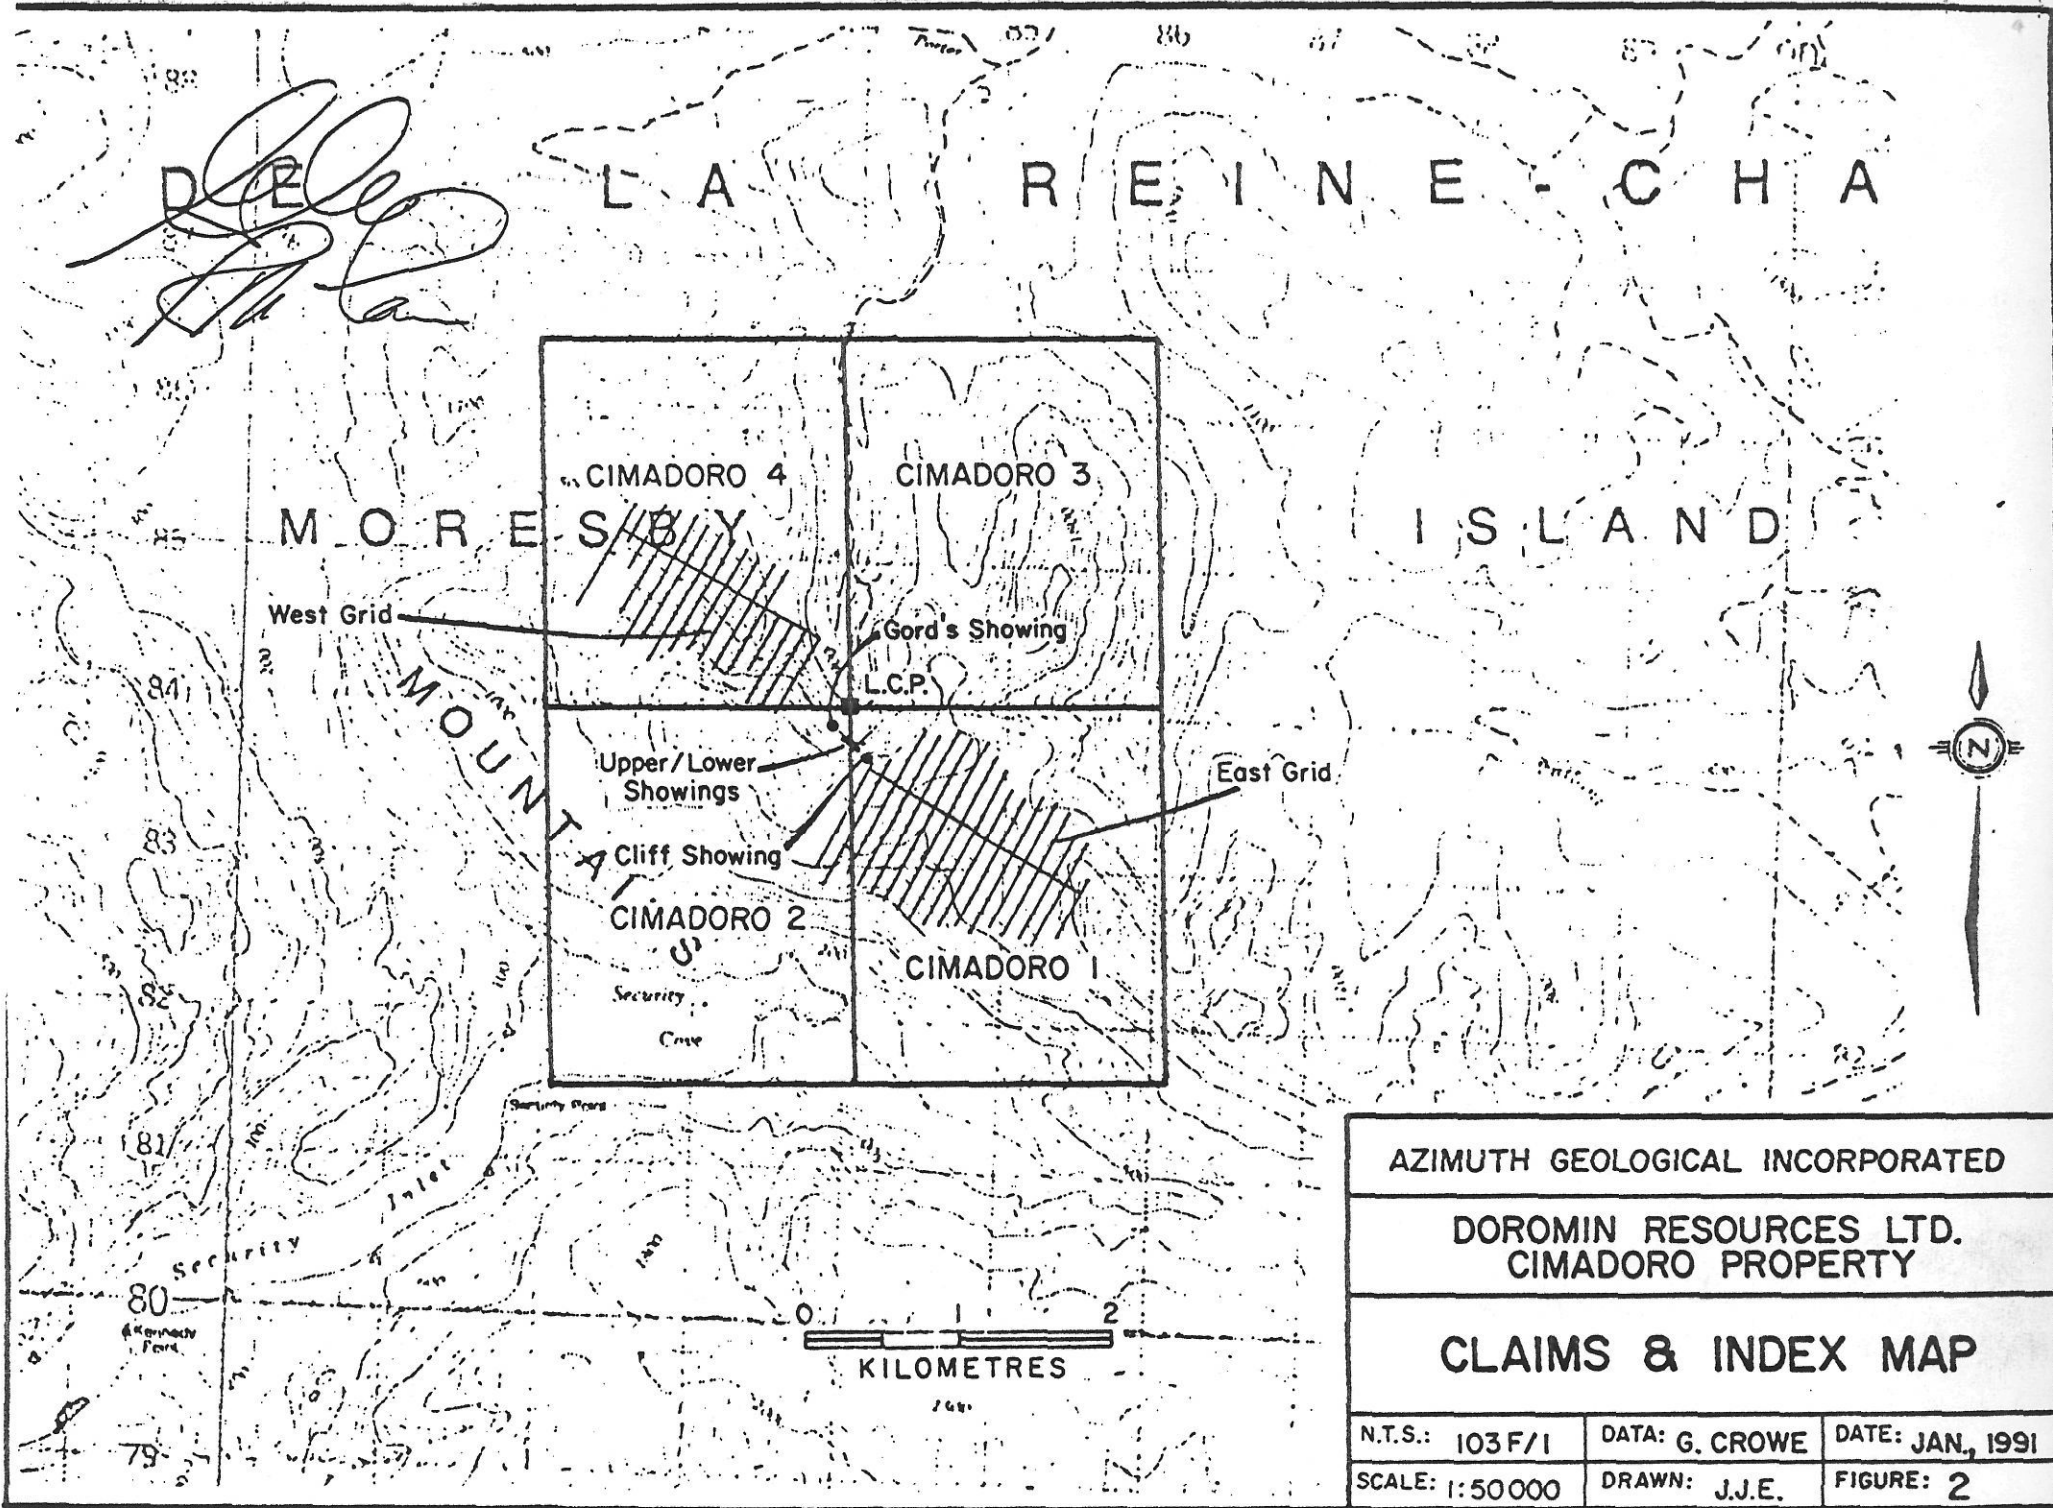 86
D E L A R E I N E - C H A
CIMADORO 4
CIMADORO 3
M O R E S B Y
I S L A N D
West Grid
Gord's Showing
L.C.P.
84
M O U N T A I N S
Upper/Lower
Showings
East Grid
N
83
Cliff Showing
CIMADORO 2
CIMADORO 1
82
Security
Cove
81
Security Inlet
80
79
0 1 2
KILOMETRES
AZIMUTH GEOLOGICAL INCORPORATED
DOROMIN RESOURCES LTD.
CIMADORO PROPERTY
CLAIMS & INDEX MAP
N.T.S.: 103 F/1
DATA: G. CROWE
DATE: JAN., 1991
SCALE: 1:50000
DRAWN: J.J.E.
FIGURE: 2